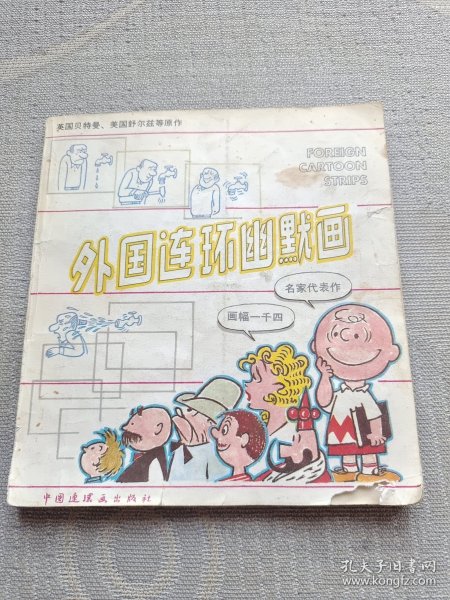 英国贝特曼、美国舒尔兹等原作
FOREIGN
CARTOON
STRIPS
外国连环幽默画
名家代表作
画幅一千四
中国连环画出版社
孔夫子旧书网
www.kongfz.com